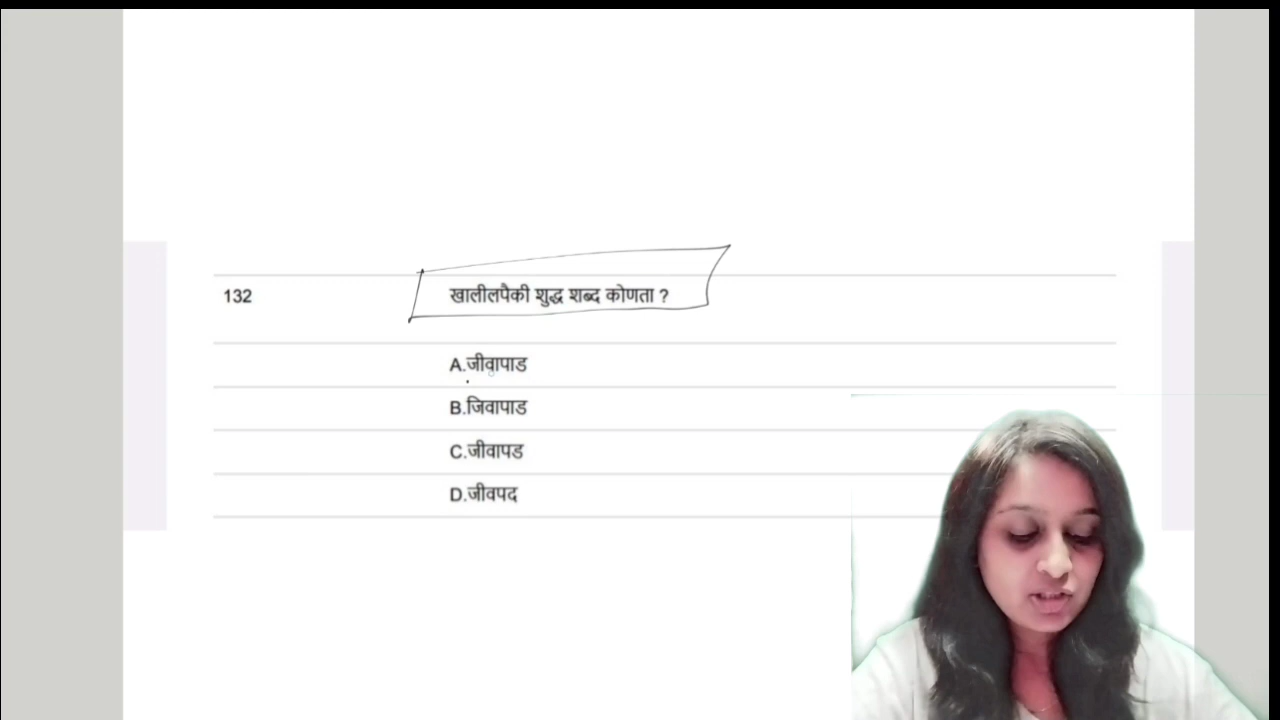 132 खालीलपैकी शुद्ध शब्द कोणता ?
A.जीवापाड
B.जिवापाड
C.जीवापड
D.जीवपद